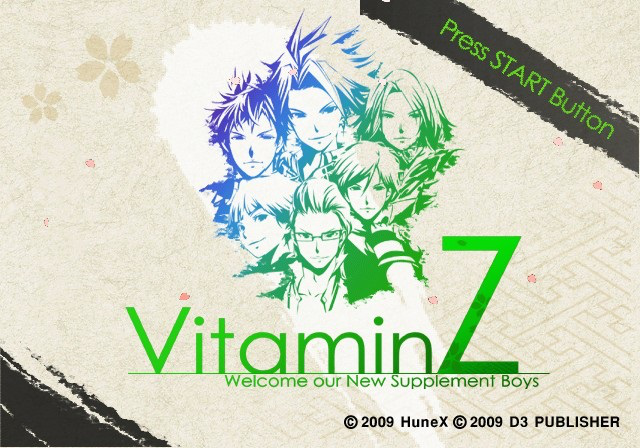 Press START Button
VitaminZ
Welcome our New Supplement Boys
©2009 HuneX ©2009 D3 PUBLISHER